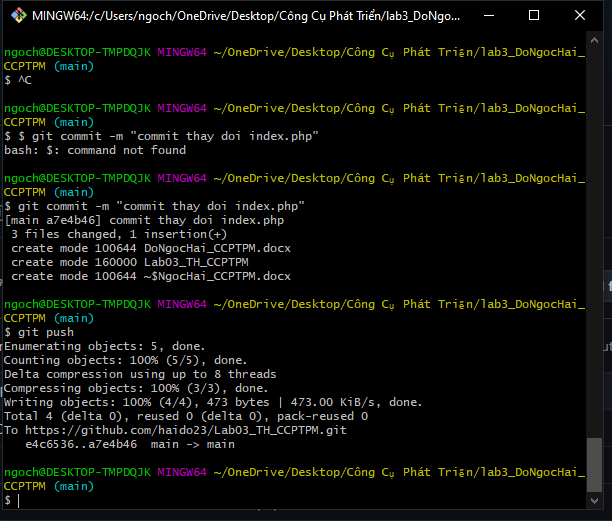 MINGW64:/c/Users/ngoch/OneDrive/Desktop/Công Cụ Phát Triển/lab3_DoNgo...
ngoch@DESKTOP-TMPDQJK MINGW64 ~/OneDrive/Desktop/Công Cụ Phát Triển/lab3_DoNgocHai_
CCPTPM (main)
$ ^C
ngoch@DESKTOP-TMPDQJK MINGW64 ~/OneDrive/Desktop/Công Cụ Phát Triển/lab3_DoNgocHai_
CCPTPM (main)
$ $ git commit -m "commit thay doi index.php"
bash: $: command not found
ngoch@DESKTOP-TMPDQJK MINGW64 ~/OneDrive/Desktop/Công Cụ Phát Triển/lab3_DoNgocHai_
CCPTPM (main)
$ git commit -m "commit thay doi index.php"
[main a7e4b46] commit thay doi index.php
 3 files changed, 1 insertion(+)
 create mode 100644 DoNgocHai_CCPTPM.docx
 create mode 160000 Lab03_TH_CCPTPM
 create mode 100644 ~$NgocHai_CCPTPM.docx
ngoch@DESKTOP-TMPDQJK MINGW64 ~/OneDrive/Desktop/Công Cụ Phát Triển/lab3_DoNgocHai_
CCPTPM (main)
$ git push
Enumerating objects: 5, done.
Counting objects: 100% (5/5), done.
Delta compression using up to 8 threads
Compressing objects: 100% (3/3), done.
Writing objects: 100% (4/4), 473 bytes | 473.00 KiB/s, done.
Total 4 (delta 0), reused 0 (delta 0), pack-reused 0
To https://github.com/haido23/Lab03_TH_CCPTPM.git
   e4c6536..a7e4b46  main -> main
ngoch@DESKTOP-TMPDQJK MINGW64 ~/OneDrive/Desktop/Công Cụ Phát Triển/lab3_DoNgocHai_
CCPTPM (main)
$